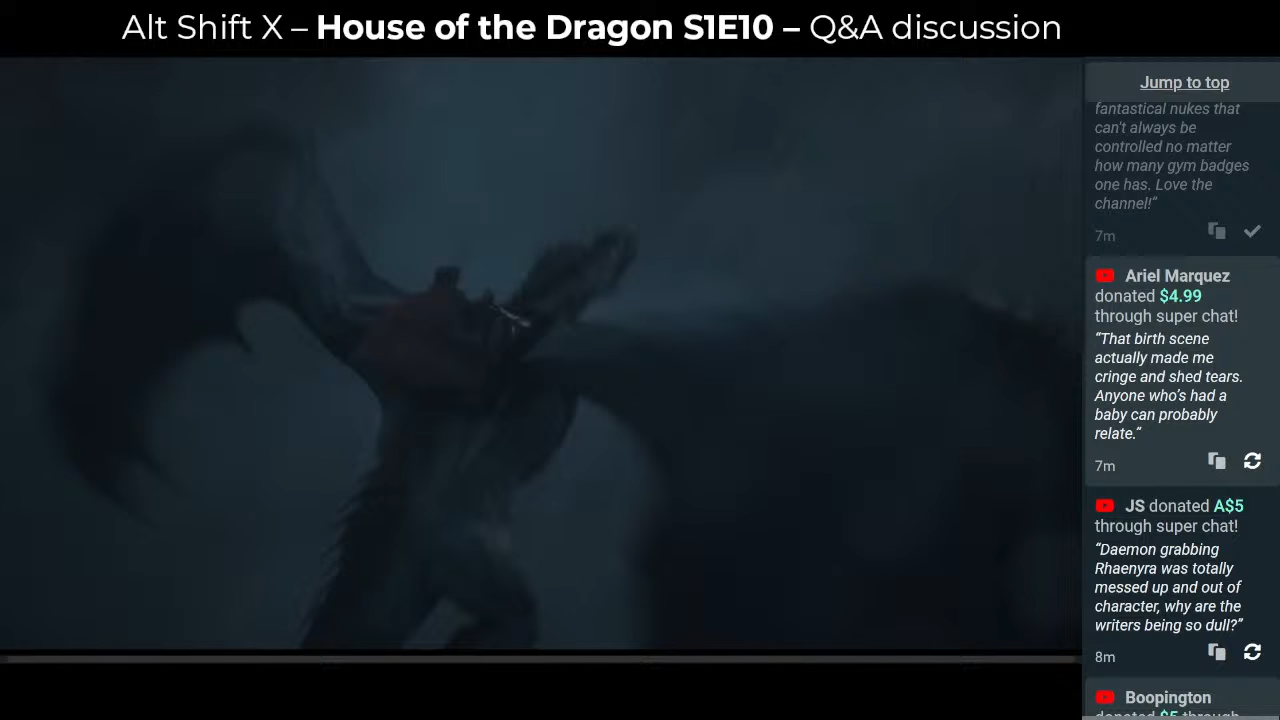 Alt Shift X – House of the Dragon S1E10 – Q&A discussion
Jump to top
fantastical nukes that
can't always be
controlled no matter
how many gym badges
one has. Love the
channel!"
7m
Ariel Marquez
donated $4.99
through super chat!
“That birth scene
actually made me
cringe and shed tears.
Anyone who’s had a
baby can probably
relate.”
7m
JS donated A$5
through super chat!
“Daemon grabbing
Rhaenyra was totally
messed up and out of
character, why are the
writers being so dull?”
8m
Boopington
donated $5 through